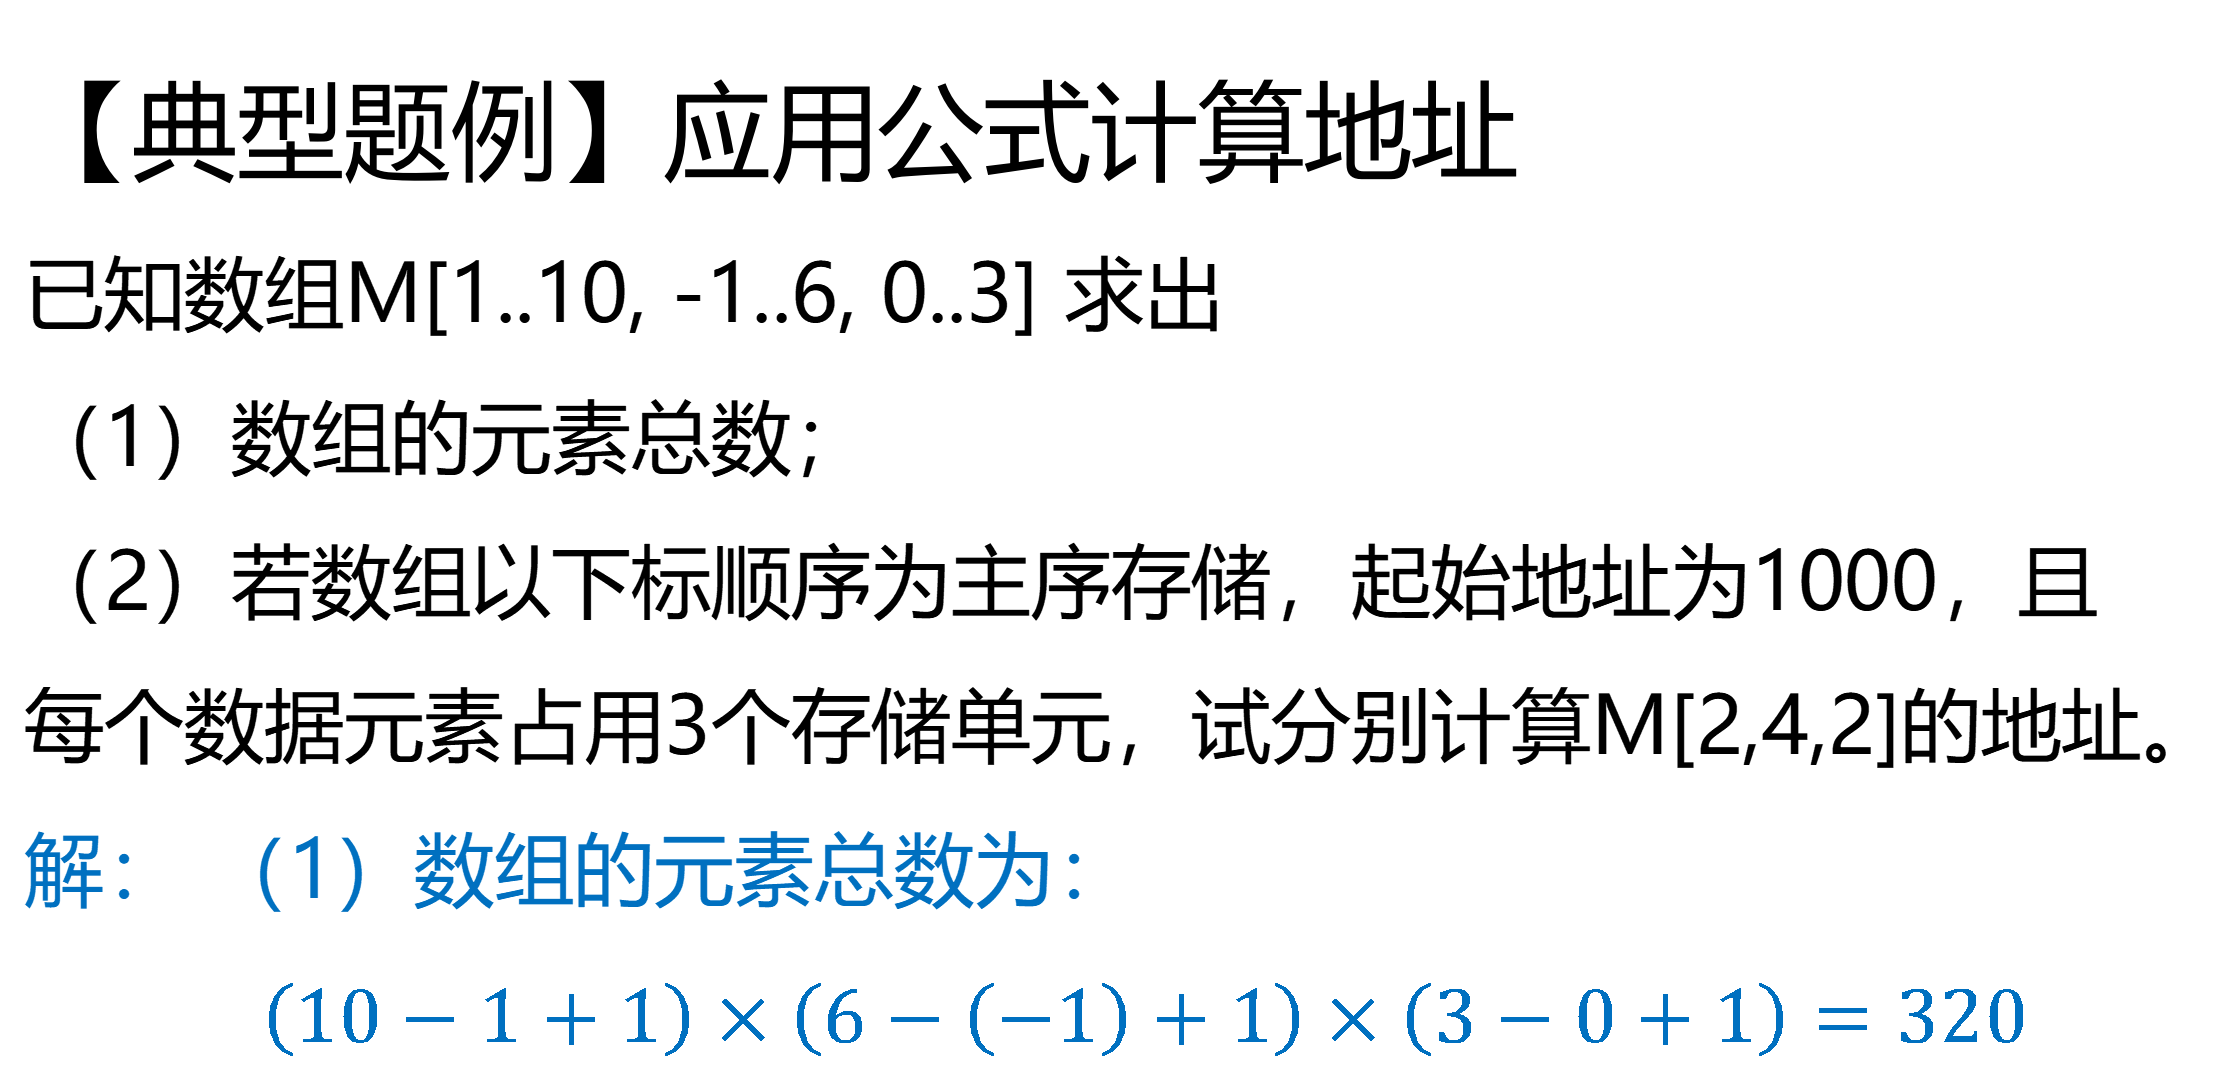 【典型题例】应用公式计算地址
已知数组M[1..10, -1..6, 0..3] 求出
（1）数组的元素总数；
（2）若数组以下标顺序为主序存储，起始地址为1000，且
每个数据元素占用3个存储单元，试分别计算M[2,4,2]的地址。
解： （1）数组的元素总数为：
(10 − 1 + 1) × (6 − (−1) + 1) × (3 − 0 + 1) = 320